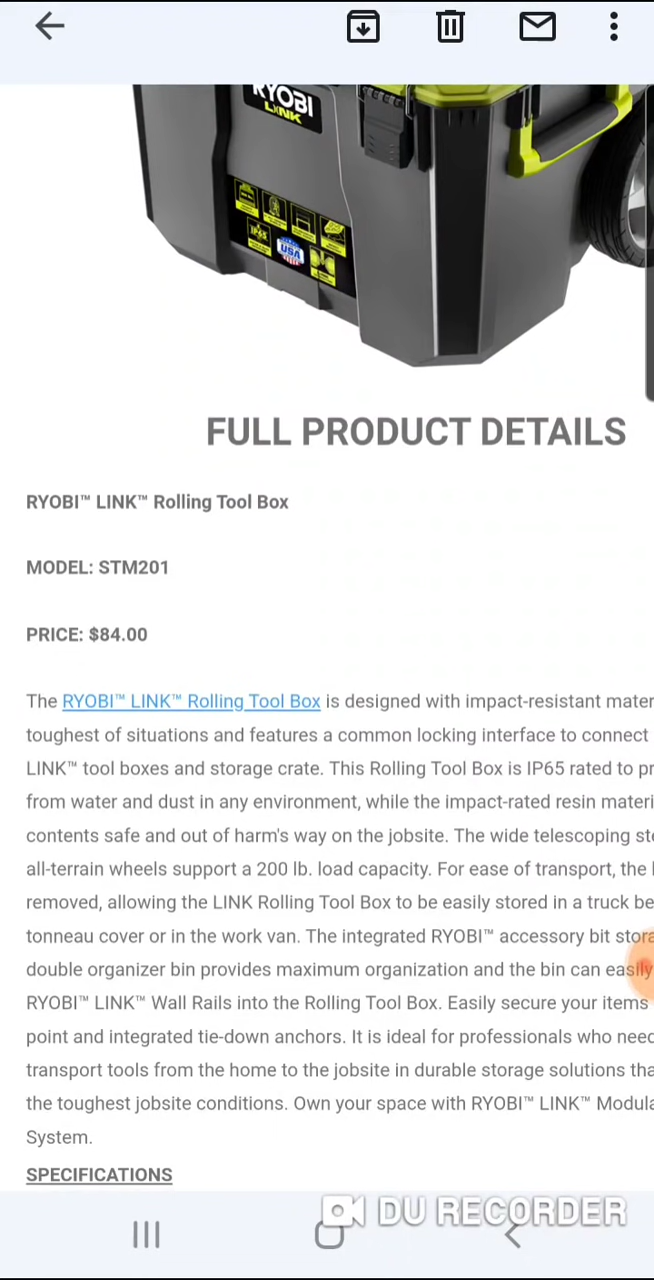 RYOBI
LINK
IP65
USA
FULL PRODUCT DETAILS
RYOBI™ LINK™ Rolling Tool Box
MODEL: STM201
PRICE: $84.00
The RYOBI™ LINK™ Rolling Tool Box is designed with impact-resistant mater
toughest of situations and features a common locking interface to connect
LINK™ tool boxes and storage crate. This Rolling Tool Box is IP65 rated to pr
from water and dust in any environment, while the impact-rated resin materi
contents safe and out of harm's way on the jobsite. The wide telescoping ste
all-terrain wheels support a 200 lb. load capacity. For ease of transport, the
removed, allowing the LINK Rolling Tool Box to be easily stored in a truck be
tonneau cover or in the work van. The integrated RYOBI™ accessory bit stora
double organizer bin provides maximum organization and the bin can easily
RYOBI™ LINK™ Wall Rails into the Rolling Tool Box. Easily secure your items
point and integrated tie-down anchors. It is ideal for professionals who need
transport tools from the home to the jobsite in durable storage solutions tha
the toughest jobsite conditions. Own your space with RYOBI™ LINK™ Modula
System.
SPECIFICATIONS
DU RECORDER